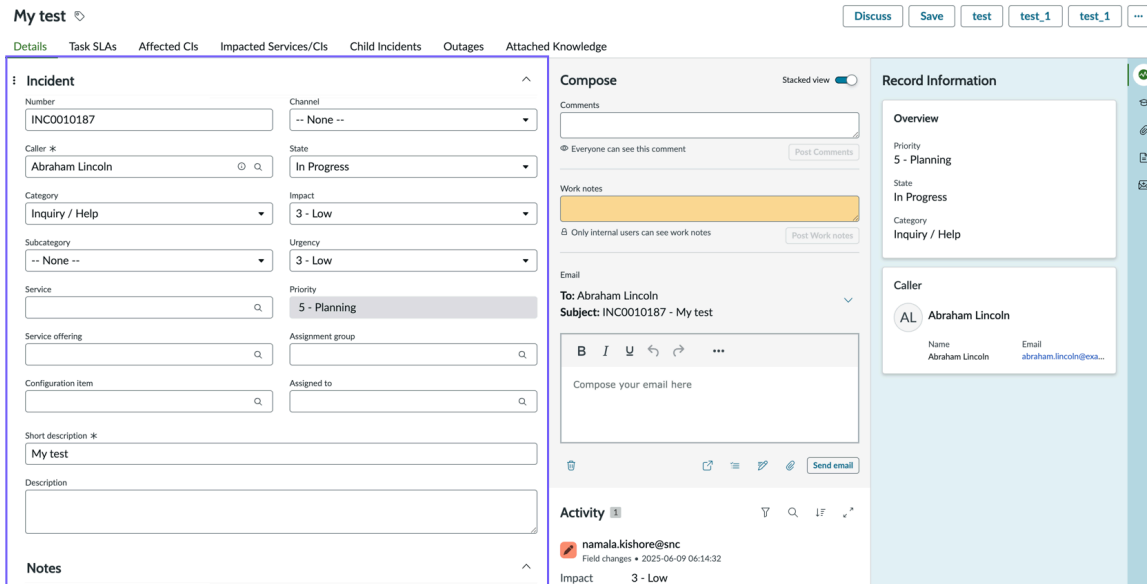 My test
Discuss
Save
test
test_1
test_1
Details
Task SLAs
Affected CIs
Impacted Services/CIs
Child Incidents
Outages
Attached Knowledge
Incident
Number
INC0010187
Channel
-- None --
Caller *
Abraham Lincoln
State
In Progress
Category
Inquiry / Help
Impact
3 - Low
Subcategory
-- None --
Urgency
3 - Low
Service
Priority
5 - Planning
Service offering
Assignment group
Configuration item
Assigned to
Short description *
My test
Description
Notes
Compose
Stacked view
Comments
Everyone can see this comment
Post Comments
Work notes
Only internal users can see work notes
Post Work notes
Email
To: Abraham Lincoln
Subject: INC0010187 - My test
B I U
Compose your email here
Send email
Activity 1
namala.kishore@snc
Field changes • 2025-06-09 06:14:32
Impact 3 - Low
Record Information
Overview
Priority
5 - Planning
State
In Progress
Category
Inquiry / Help
Caller
AL
Abraham Lincoln
Name
Abraham Lincoln
Email
abraham.lincoln@exa...